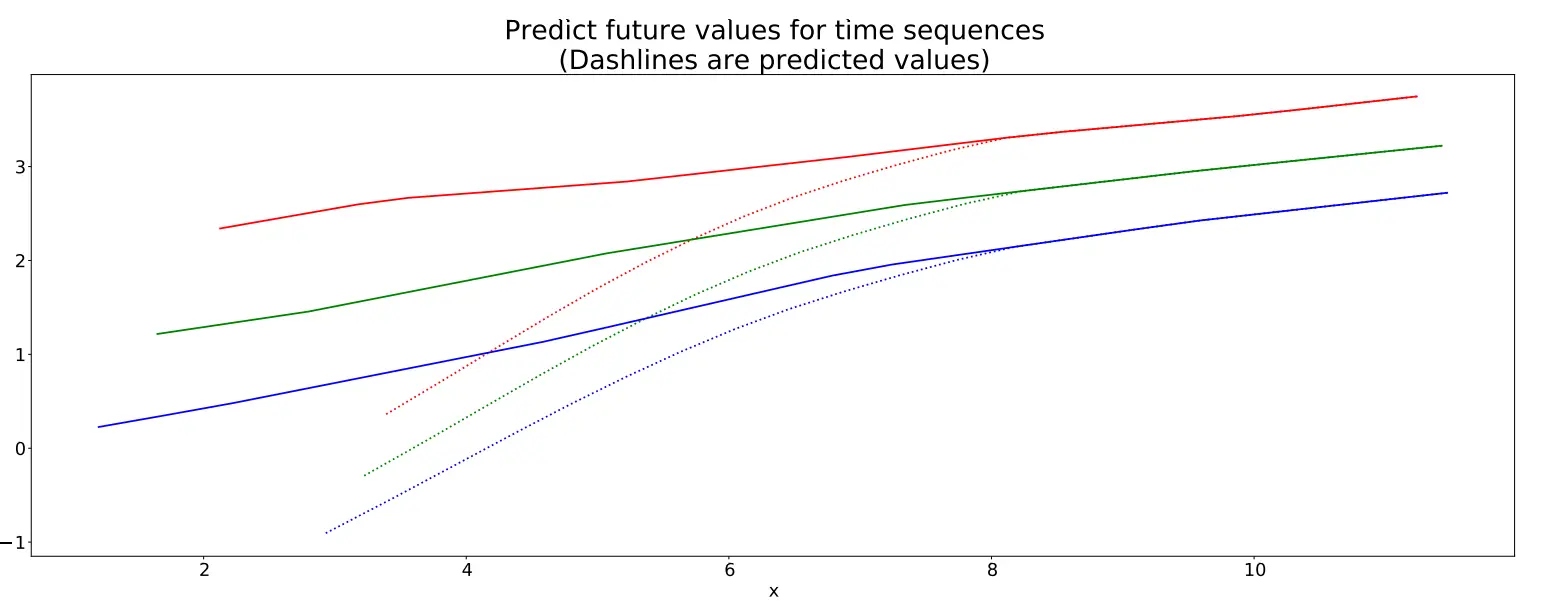 Predict future values for time sequences
(Dashlines are predicted values)
3
2
1
0
−1
2 4 6 8 10
x